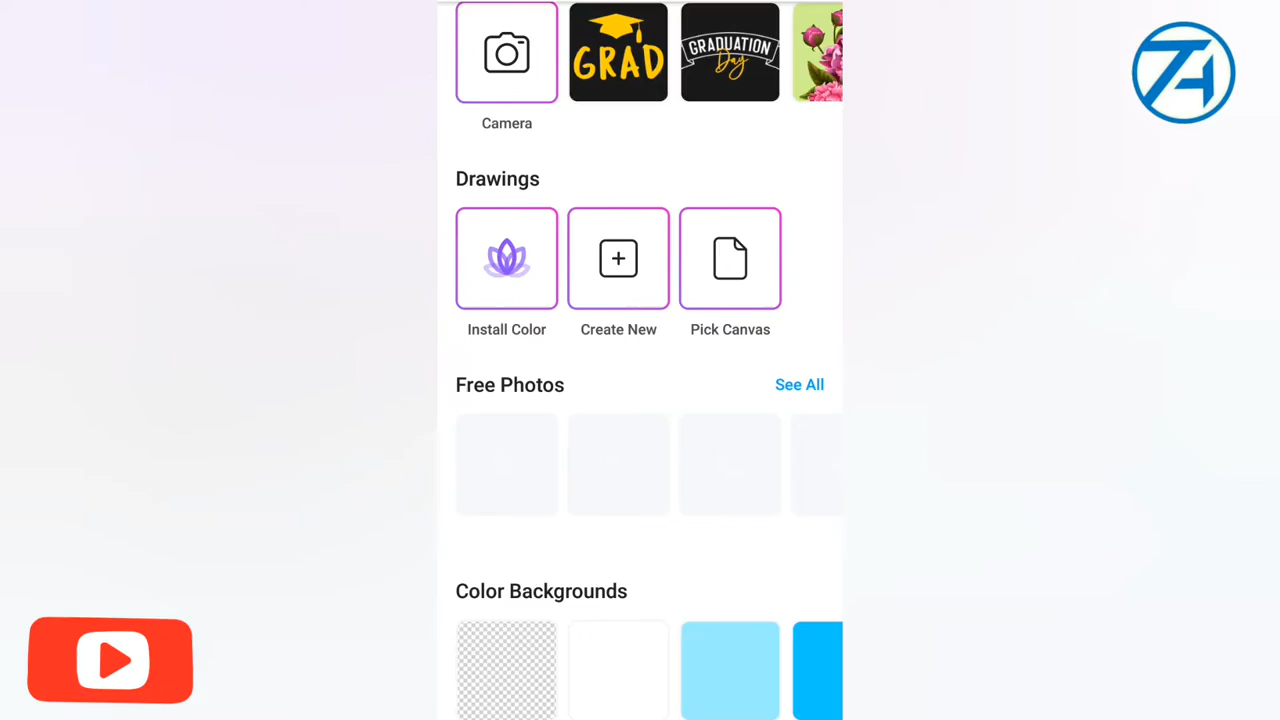 GRAD
GRADUATION
Day
Camera
Drawings
Install Color
Create New
Pick Canvas
Free Photos
See All
Color Backgrounds